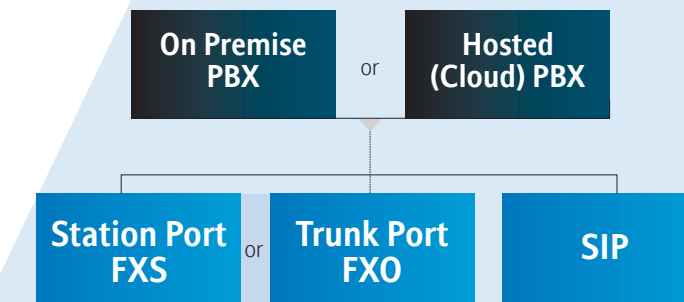 On Premise
PBX
or
Hosted
(Cloud) PBX
Station Port
FXS
or
Trunk Port
FXO
SIP